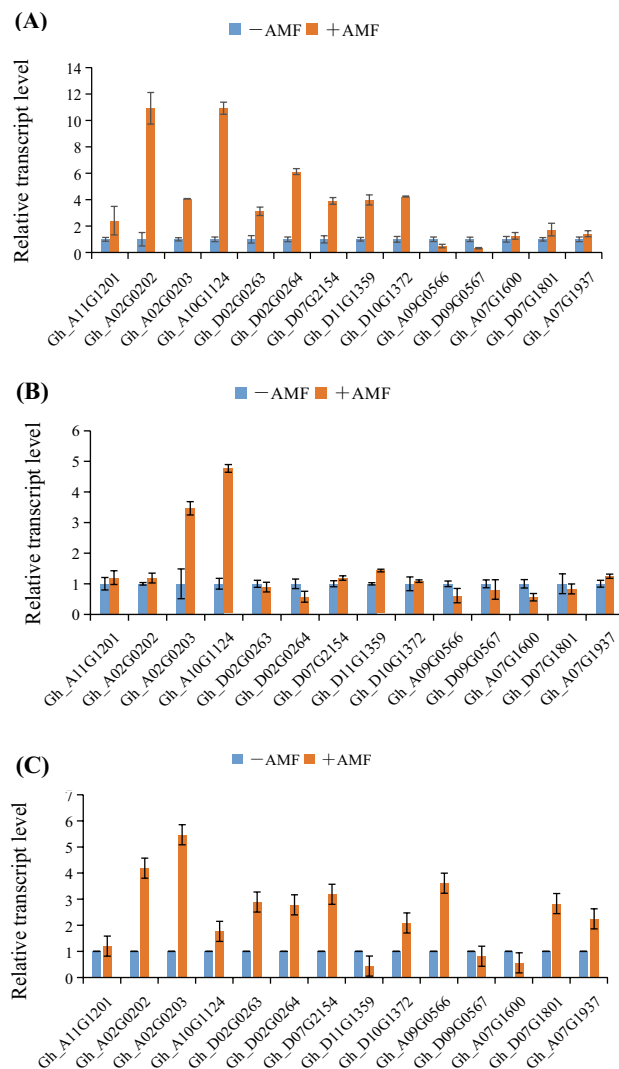 (A)
−AMF +AMF
Relative transcript level
14
12
10
8
6
4
2
0
Gh_A11G1201
Gh_A02G0202
Gh_A02G0203
Gh_A10G1124
Gh_D02G0263
Gh_D02G0264
Gh_D07G2154
Gh_D11G1359
Gh_D10G1372
Gh_A09G0566
Gh_D09G0567
Gh_A07G1600
Gh_D07G1801
Gh_A07G1937
(B)
−AMF +AMF
Relative transcript level
6
5
4
3
2
1
0
Gh_A11G1201
Gh_A02G0202
Gh_A02G0203
Gh_A10G1124
Gh_D02G0263
Gh_D02G0264
Gh_D07G2154
Gh_D11G1359
Gh_D10G1372
Gh_A09G0566
Gh_D09G0567
Gh_A07G1600
Gh_D07G1801
Gh_A07G1937
(C)
−AMF +AMF
Relative transcript level
7
6
5
4
3
2
1
0
Gh_A11G1201
Gh_A02G0202
Gh_A02G0203
Gh_A10G1124
Gh_D02G0263
Gh_D02G0264
Gh_D07G2154
Gh_D11G1359
Gh_D10G1372
Gh_A09G0566
Gh_D09G0567
Gh_A07G1600
Gh_D07G1801
Gh_A07G1937